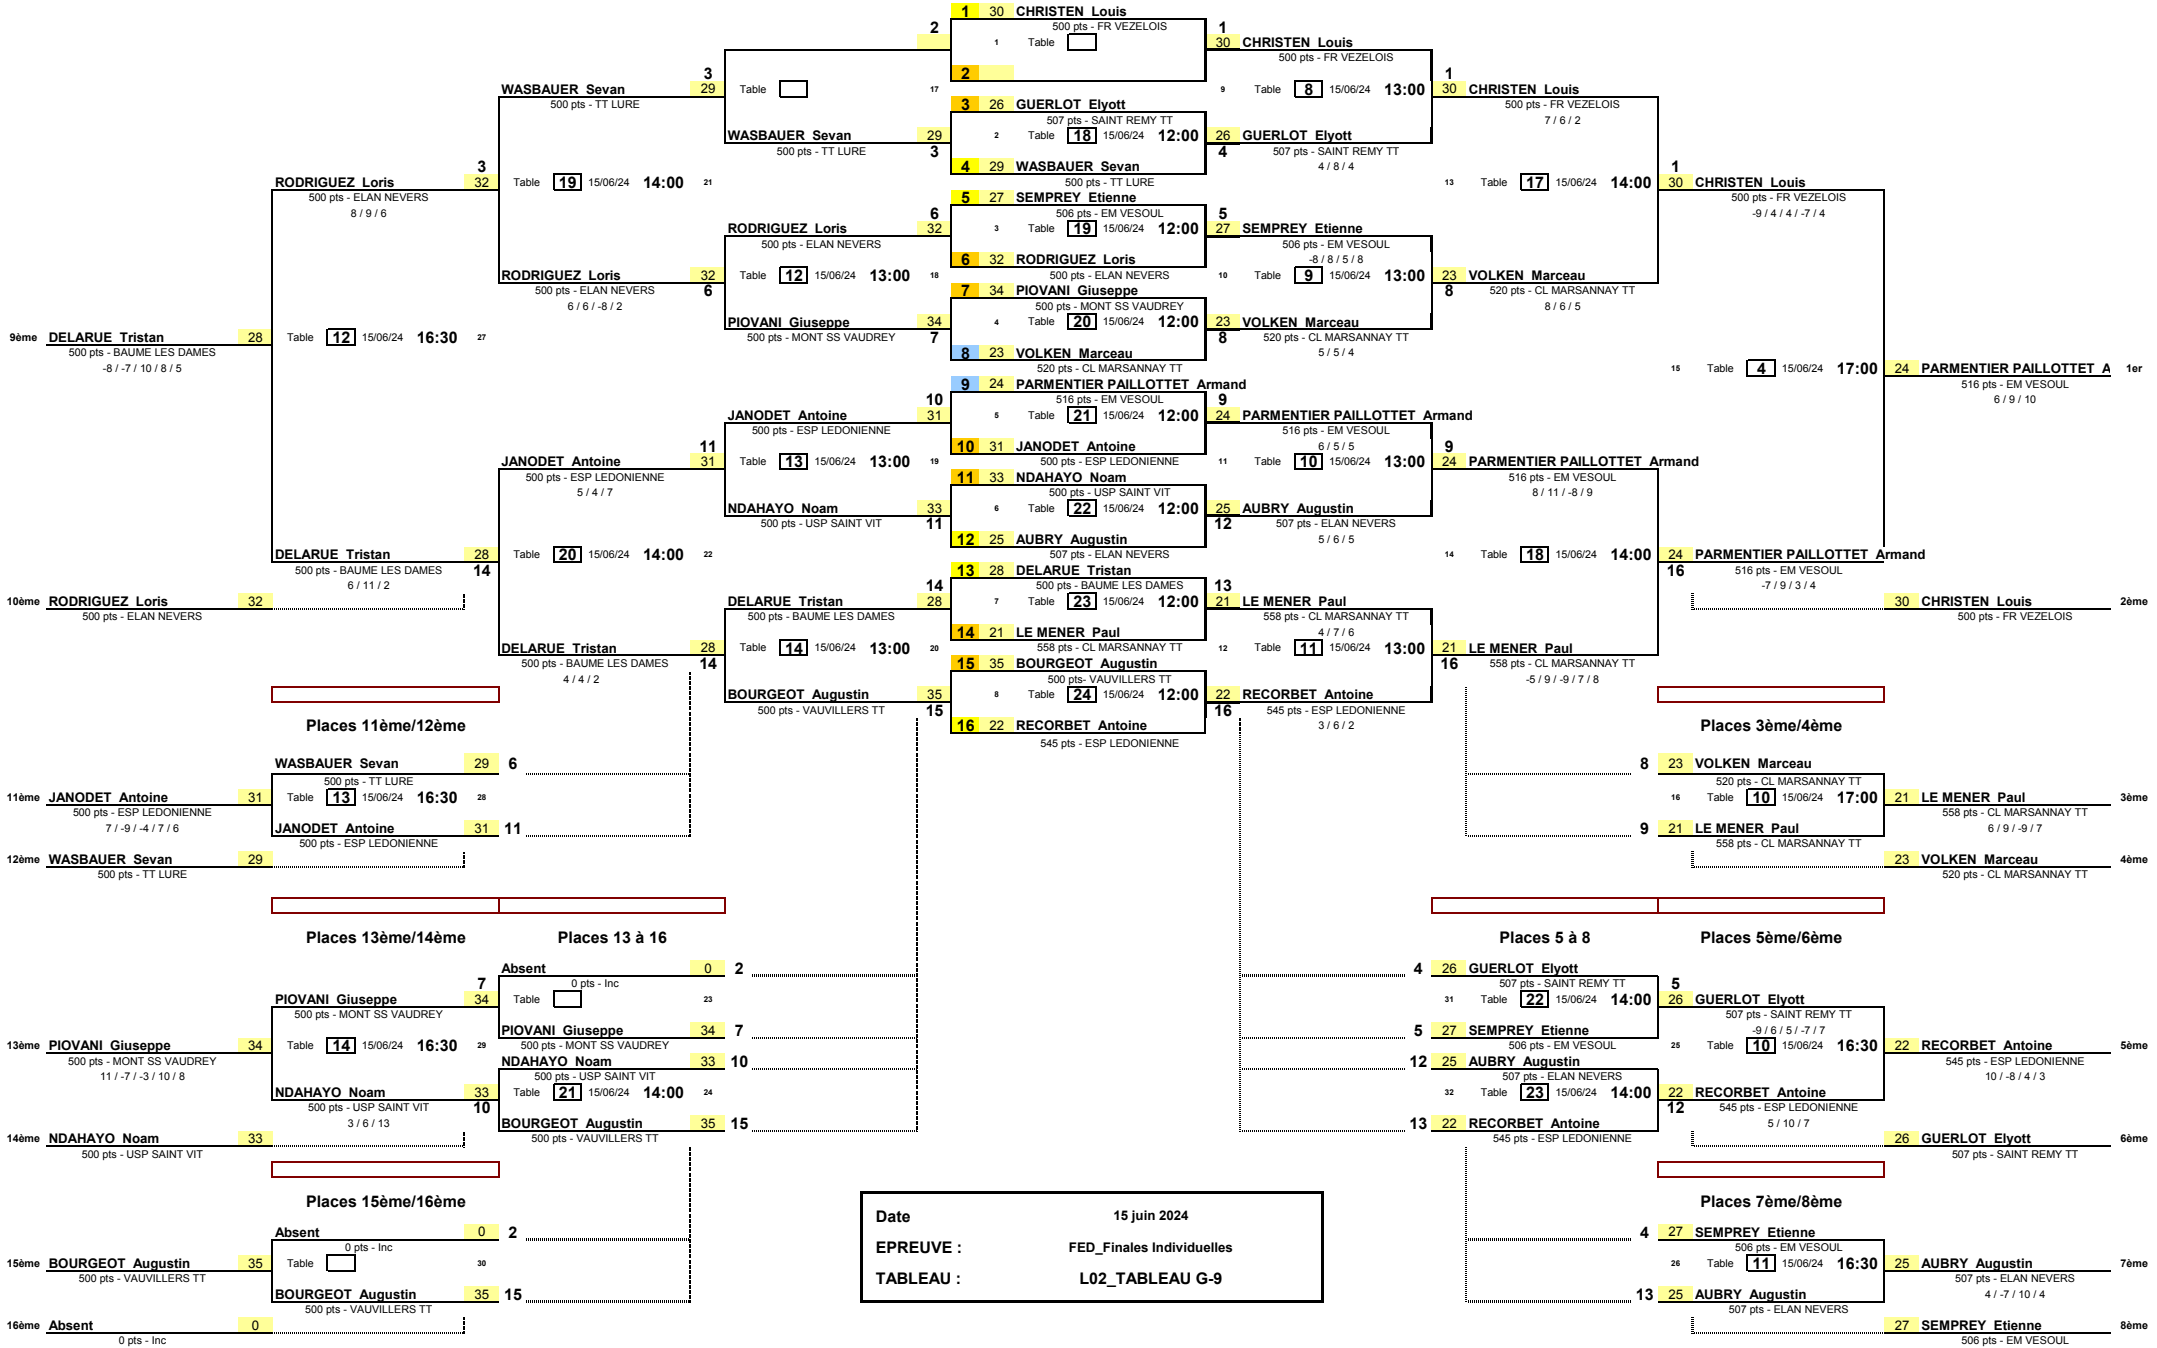 1 30 CHRISTEN Louis
500 pts - FR VEZELOIS
2
1 Table
1
30 CHRISTEN Louis
500 pts - FR VEZELOIS
2
3
WASBAUER Sevan 29
500 pts - TT LURE
Table 17
9 Table 8 15/06/24 13:00
1
30 CHRISTEN Louis
500 pts - FR VEZELOIS
7 / 6 / 2
3 26 GUERLOT Elyott
507 pts - SAINT REMY TT
WASBAUER Sevan 29
500 pts - TT LURE
3
2 Table 18 15/06/24 12:00
26 GUERLOT Elyott
507 pts - SAINT REMY TT
4
4 / 8 / 4
4 29 WASBAUER Sevan
500 pts - TT LURE
3
RODRIGUEZ Loris 32
500 pts - ELAN NEVERS
8 / 9 / 6
Table 19 15/06/24 14:00 21
13 Table 17 15/06/24 14:00
1
30 CHRISTEN Louis
500 pts - FR VEZELOIS
-9 / 4 / 4 / -7 / 4
5 27 SEMPREY Etienne
506 pts - EM VESOUL
6
RODRIGUEZ Loris 32
500 pts - ELAN NEVERS
3 Table 19 15/06/24 12:00
5
27 SEMPREY Etienne
506 pts - EM VESOUL
-8 / 8 / 5 / 8
6 32 RODRIGUEZ Loris
500 pts - ELAN NEVERS
RODRIGUEZ Loris 32
500 pts - ELAN NEVERS
6
6 / 6 / -8 / 2
Table 12 15/06/24 13:00 18
10 Table 9 15/06/24 13:00
23 VOLKEN Marceau
520 pts - CL MARSANNAY TT
8
8 / 6 / 5
7 34 PIOVANI Giuseppe
500 pts - MONT SS VAUDREY
PIOVANI Giuseppe 34
500 pts - MONT SS VAUDREY
7
4 Table 20 15/06/24 12:00
23 VOLKEN Marceau
520 pts - CL MARSANNAY TT
8
5 / 5 / 4
8 23 VOLKEN Marceau
520 pts - CL MARSANNAY TT
9ème DELARUE Tristan 28
500 pts - BAUME LES DAMES
-8 / -7 / 10 / 8 / 5
Table 12 15/06/24 16:30 27
15 Table 4 15/06/24 17:00
24 PARMENTIER PAILLOTTET A 1er
516 pts - EM VESOUL
6 / 9 / 10
9 24 PARMENTIER PAILLOTTET Armand
516 pts - EM VESOUL
10
JANODET Antoine 31
500 pts - ESP LEDONIENNE
5 Table 21 15/06/24 12:00
9
24 PARMENTIER PAILLOTTET Armand
516 pts - EM VESOUL
6 / 5 / 5
10 31 JANODET Antoine
500 pts - ESP LEDONIENNE
11
JANODET Antoine 31
500 pts - ESP LEDONIENNE
5 / 4 / 7
Table 13 15/06/24 13:00 19
11 Table 10 15/06/24 13:00
9
24 PARMENTIER PAILLOTTET Armand
516 pts - EM VESOUL
8 / 11 / -8 / 9
11 33 NDAHAYO Noam
500 pts - USP SAINT VIT
NDAHAYO Noam 33
500 pts - USP SAINT VIT
11
6 Table 22 15/06/24 12:00
25 AUBRY Augustin
507 pts - ELAN NEVERS
12
5 / 6 / 5
12 25 AUBRY Augustin
507 pts - ELAN NEVERS
DELARUE Tristan 28
500 pts - BAUME LES DAMES
14
6 / 11 / 2
Table 20 15/06/24 14:00 22
14 Table 18 15/06/24 14:00
24 PARMENTIER PAILLOTTET Armand
516 pts - EM VESOUL
16
-7 / 9 / 3 / 4
13 28 DELARUE Tristan
500 pts - BAUME LES DAMES
14
DELARUE Tristan 28
500 pts - BAUME LES DAMES
7 Table 23 15/06/24 12:00
13
21 LE MENER Paul
558 pts - CL MARSANNAY TT
4 / 7 / 6
10ème RODRIGUEZ Loris 32
500 pts - ELAN NEVERS
30 CHRISTEN Louis 2ème
500 pts - FR VEZELOIS
14 21 LE MENER Paul
558 pts - CL MARSANNAY TT
DELARUE Tristan 28
500 pts - BAUME LES DAMES
14
4 / 4 / 2
Table 14 15/06/24 13:00 20
12 Table 11 15/06/24 13:00
21 LE MENER Paul
558 pts - CL MARSANNAY TT
16
-5 / 9 / -9 / 7 / 8
15 35 BOURGEOT Augustin
500 pts- VAUVILLERS TT
BOURGEOT Augustin 35
500 pts - VAUVILLERS TT
15
8 Table 24 15/06/24 12:00
22 RECORBET Antoine
545 pts - ESP LEDONIENNE
16
3 / 6 / 2
16 22 RECORBET Antoine
545 pts - ESP LEDONIENNE
Places 11ème/12ème
WASBAUER Sevan 29 6
500 pts - TT LURE
11ème JANODET Antoine 31
500 pts - ESP LEDONIENNE
7 / -9 / -4 / 7 / 6
Table 13 15/06/24 16:30 28
JANODET Antoine 31 11
500 pts - ESP LEDONIENNE
12ème WASBAUER Sevan 29
500 pts - TT LURE
Places 3ème/4ème
8 23 VOLKEN Marceau
520 pts - CL MARSANNAY TT
16 Table 10 15/06/24 17:00
21 LE MENER Paul 3ème
558 pts - CL MARSANNAY TT
6 / 9 / -9 / 7
9 21 LE MENER Paul
558 pts - CL MARSANNAY TT
23 VOLKEN Marceau 4ème
520 pts - CL MARSANNAY TT
Places 13ème/14ème
Places 13 à 16
Absent 0 2
0 pts - Inc
7
PIOVANI Giuseppe 34
500 pts - MONT SS VAUDREY
Table 23
PIOVANI Giuseppe 34 7
500 pts - MONT SS VAUDREY
13ème PIOVANI Giuseppe 34
500 pts - MONT SS VAUDREY
11 / -7 / -3 / 10 / 8
Table 14 15/06/24 16:30 29
NDAHAYO Noam 33 10
500 pts - USP SAINT VIT
NDAHAYO Noam 33
500 pts - USP SAINT VIT
10
3 / 6 / 13
Table 21 15/06/24 14:00 24
BOURGEOT Augustin 35 15
500 pts - VAUVILLERS TT
14ème NDAHAYO Noam 33
500 pts - USP SAINT VIT
Places 5 à 8
Places 5ème/6ème
4 26 GUERLOT Elyott
507 pts - SAINT REMY TT
31 Table 22 15/06/24 14:00
5
26 GUERLOT Elyott
507 pts - SAINT REMY TT
-9 / 6 / 5 / -7 / 7
5 27 SEMPREY Etienne
506 pts - EM VESOUL
25 Table 10 15/06/24 16:30
22 RECORBET Antoine 5ème
545 pts - ESP LEDONIENNE
10 / -8 / 4 / 3
12 25 AUBRY Augustin
507 pts - ELAN NEVERS
32 Table 23 15/06/24 14:00
22 RECORBET Antoine
545 pts - ESP LEDONIENNE
12
5 / 10 / 7
13 22 RECORBET Antoine
545 pts - ESP LEDONIENNE
26 GUERLOT Elyott 6ème
507 pts - SAINT REMY TT
Places 15ème/16ème
Absent 0 2
0 pts - Inc
15ème BOURGEOT Augustin 35
500 pts - VAUVILLERS TT
Table 30
BOURGEOT Augustin 35 15
500 pts - VAUVILLERS TT
16ème Absent 0
0 pts - Inc
Date 15 juin 2024
EPREUVE : FED_Finales Individuelles
TABLEAU : L02_TABLEAU G-9
Places 7ème/8ème
4 27 SEMPREY Etienne
506 pts - EM VESOUL
26 Table 11 15/06/24 16:30
25 AUBRY Augustin 7ème
507 pts - ELAN NEVERS
4 / -7 / 10 / 4
13 25 AUBRY Augustin
507 pts - ELAN NEVERS
27 SEMPREY Etienne 8ème
506 pts - EM VESOUL